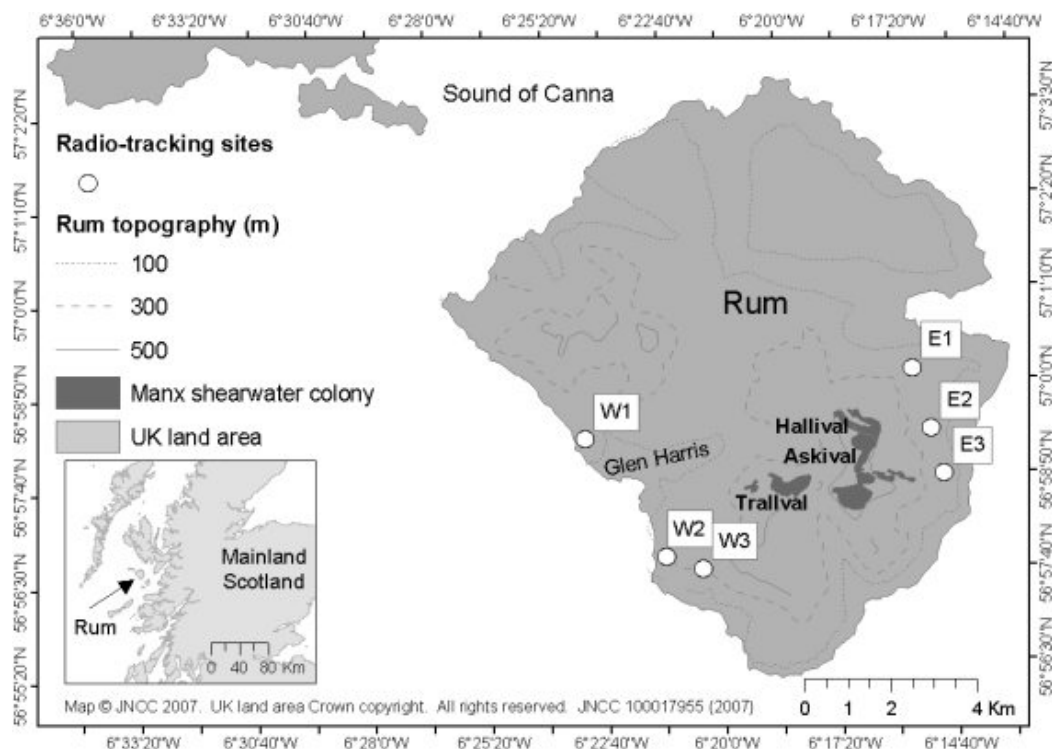 6°36'0"W 6°33'20"W 6°30'40"W 6°28'0"W 6°25'20"W 6°22'40"W 6°20'0"W 6°17'20"W 6°14'40"W
57°2'20"N
57°1'10"N
57°0'0"N
56°58'50"N
56°57'40"N
56°56'30"N
56°55'20"N
Sound of Canna
Radio-tracking sites
Rum topography (m)
100
300
500
Manx shearwater colony
UK land area
Rum
E1
E2
E3
W1
Glen Harris
Hallival
Askival
Trallval
W2
W3
Mainland
Scotland
Rum
0 40 80 Km
57°3'30"N
57°2'20"N
57°1'10"N
57°0'0"N
56°58'50"N
56°57'40"N
56°56'30"N
Map © JNCC 2007. UK land area Crown copyright. All rights reserved. JNCC 100017955 (2007)
0 1 2 4 Km
6°33'20"W 6°30'40"W 6°28'0"W 6°25'20"W 6°22'40"W 6°20'0"W 6°17'20"W 6°14'40"W